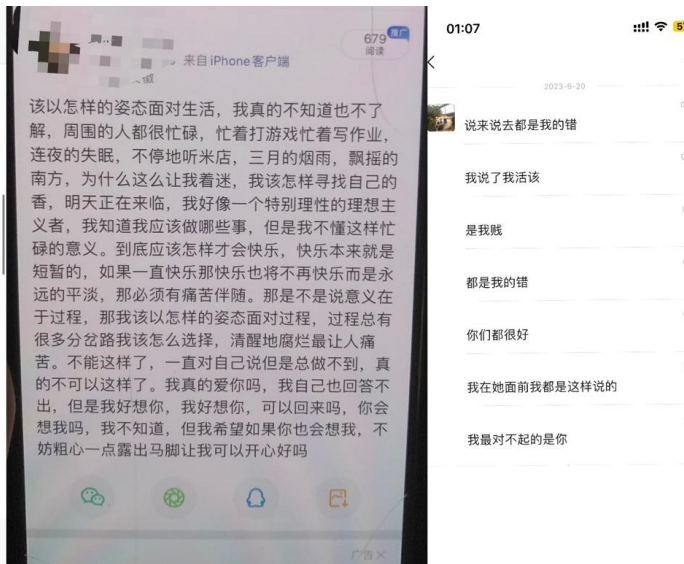 679
推广
阅读
来自 iPhone 客户端
该以怎样的姿态面对生活，我真的不知道也不了
解，周围的人都很忙碌，忙着打游戏忙着写作业，
连夜的失眠，不停地听米店，三月的烟雨，飘摇的
南方，为什么这么让我着迷，我该怎样寻找自己的
香，明天正在来临，我好像一个特别理性的理想主
义者，我知道我应该做哪些事，但是我不懂这样忙
碌的意义。到底应该怎样才会快乐，快乐本来就是
短暂的，如果一直快乐那快乐也将不再快乐而是永
远的平淡，那必须有痛苦伴随。那是不是说意义在
于过程，那我该以怎样的姿态面对过程，过程总有
很多分岔路我该怎么选择，清醒地腐烂最让人痛
苦。不能这样了，一直对自己说但是总做不到，真
的不可以这样了。我真的爱你吗，我自己也回答不
出，但是我好想你，我好想你，可以回来吗，你会
想我吗，我不知道，但我希望如果你也会想我，不
妨粗心一点露出马脚让我可以开心好吗
广告
01:07
2023-6-20
说来说去都是我的错
我说了我活该
是我贱
都是我的错
你们都很好
我在她面前我都是这样说的
我最对不起的是你